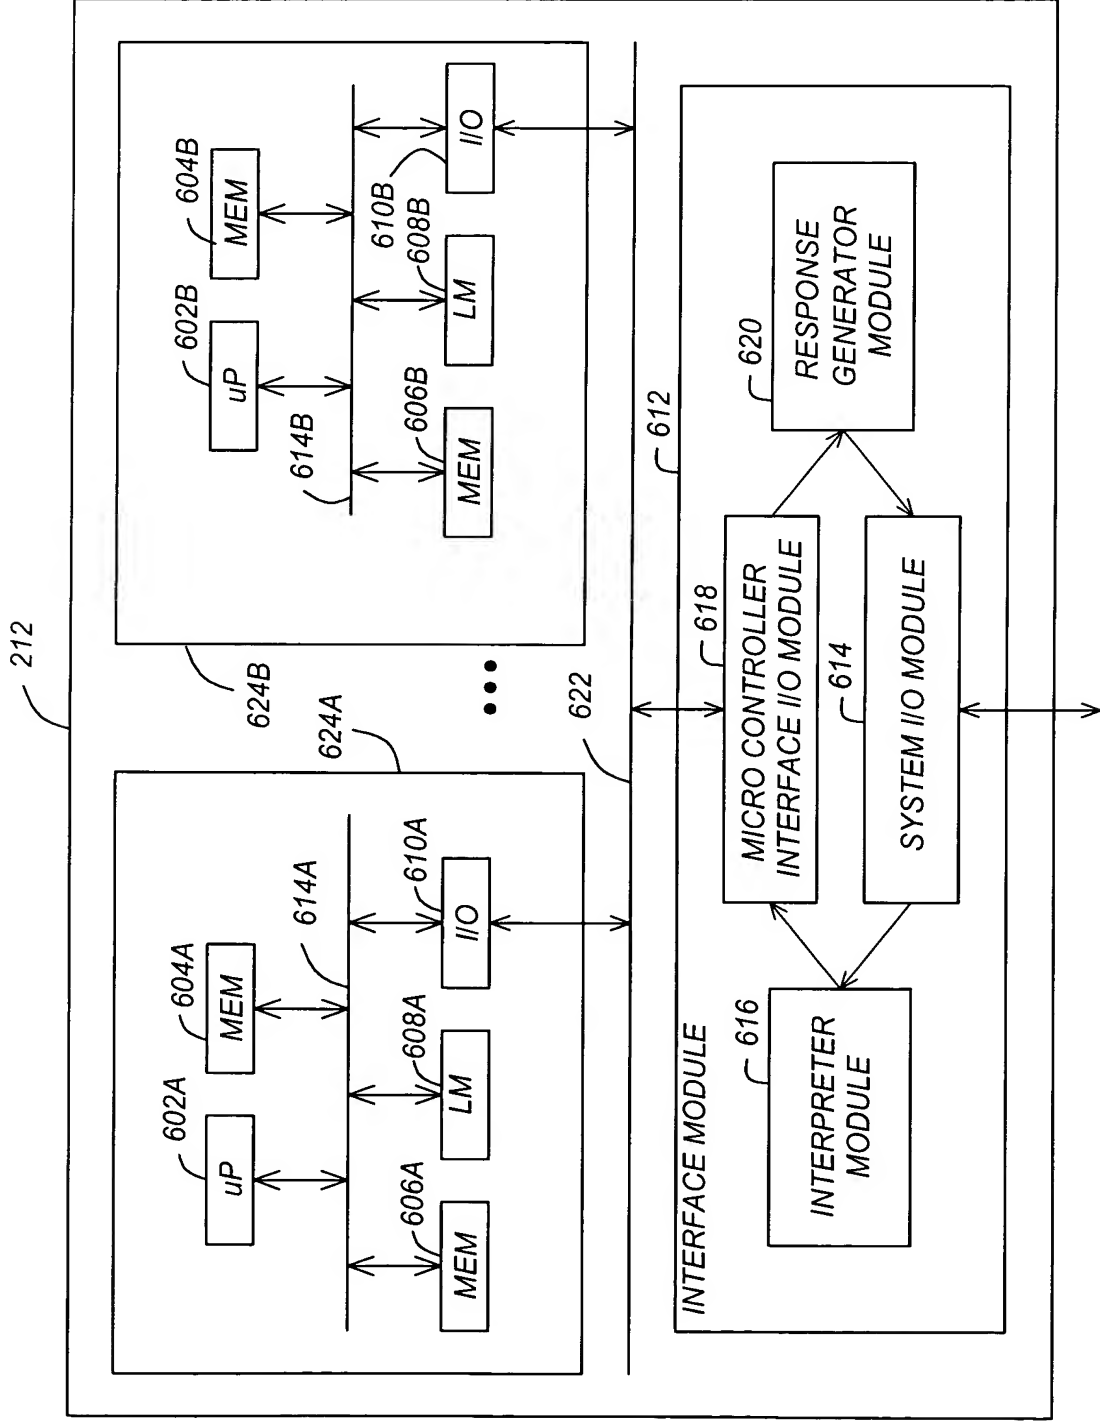 212
624A
602A
uP
604A
MEM
614A
606A
MEM
608A
LM
610A
I/O
624B
602B
uP
604B
MEM
614B
606B
MEM
608B
LM
610B
I/O
622
612
INTERFACE MODULE
616
INTERPRETER
MODULE
618
MICRO CONTROLLER
INTERFACE I/O MODULE
614
SYSTEM I/O MODULE
620
RESPONSE
GENERATOR
MODULE